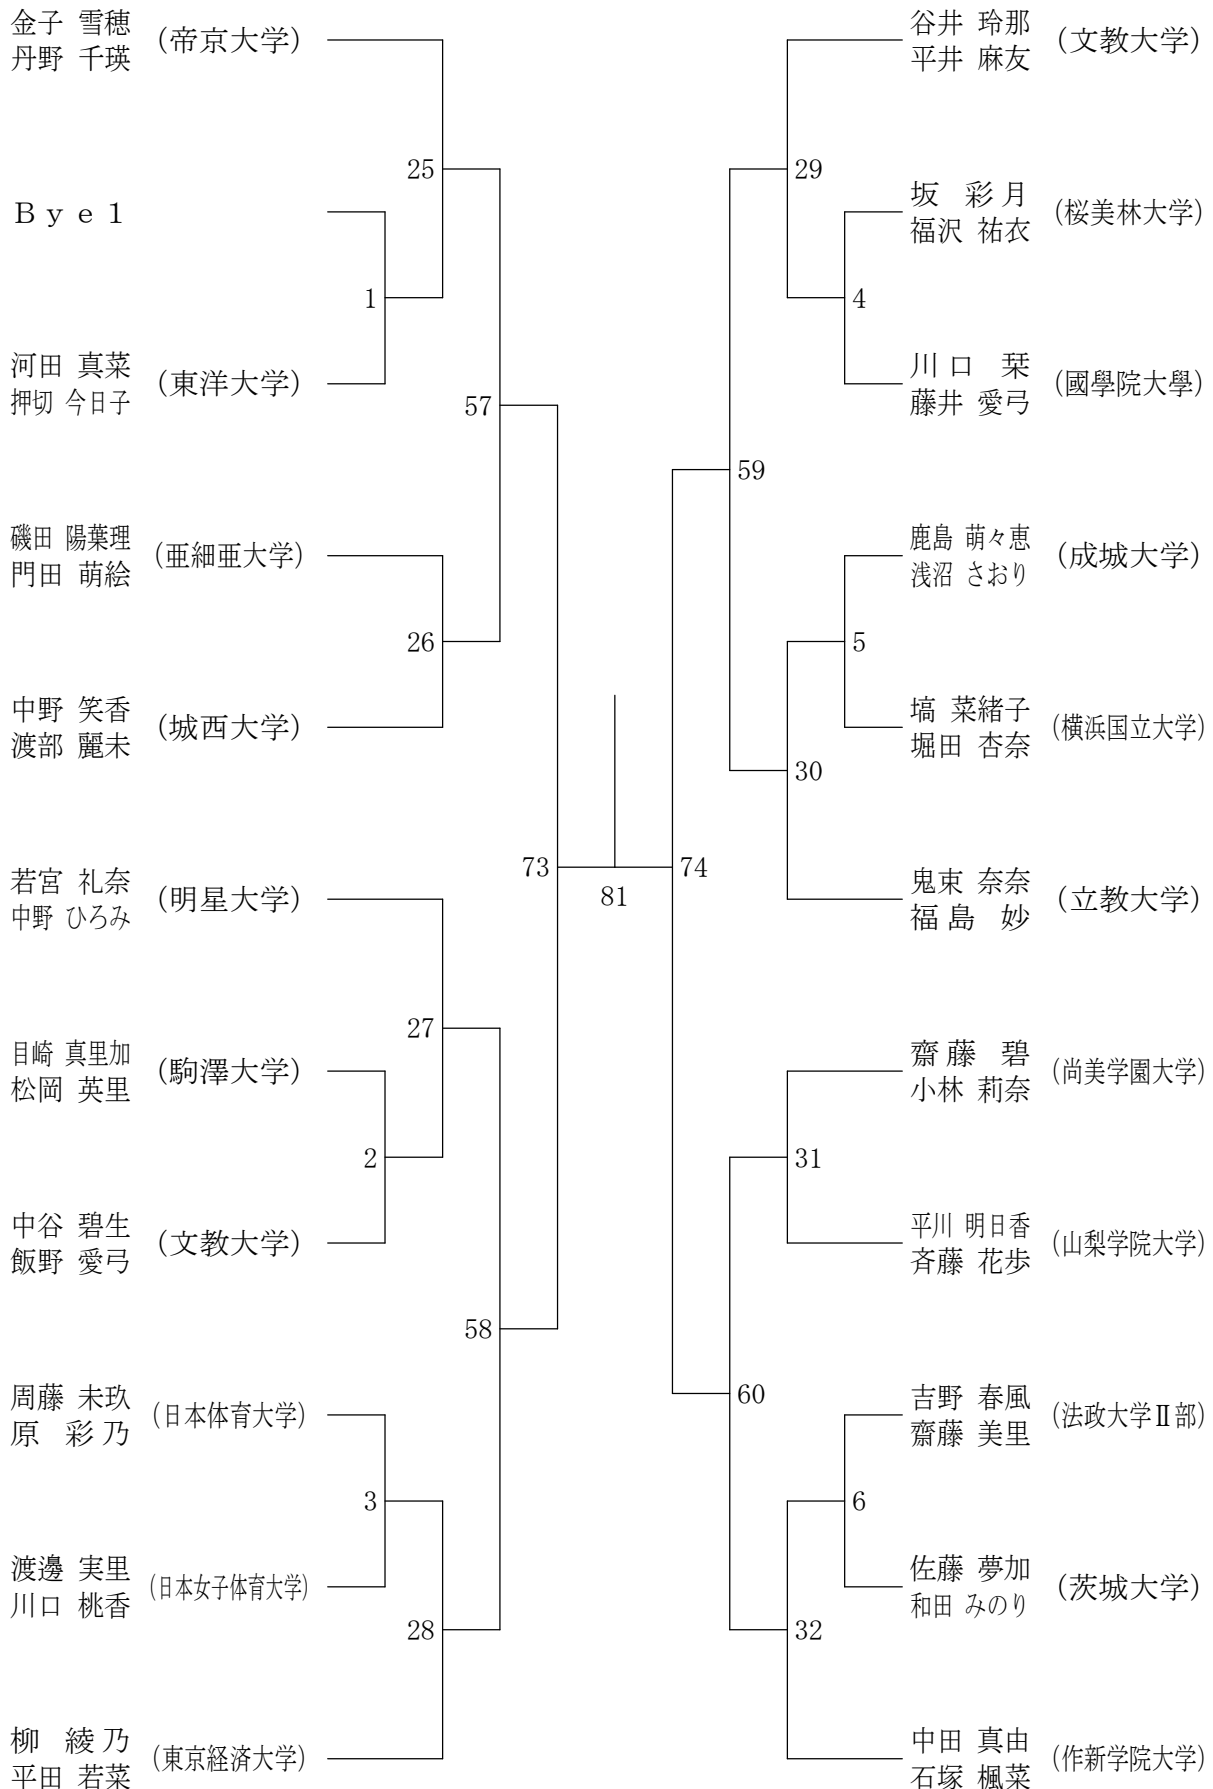 金子 雪穂
丹野 千瑛
(帝京大学)
25
Ｂｙｅ１
1
河田 真菜
押切 今日子
(東洋大学)
57
磯田 陽葉理
門田 萌絵
(亜細亜大学)
26
中野 笑香
渡部 麗未
(城西大学)
73
若宮 礼奈
中野 ひろみ
(明星大学)
27
目崎 真里加
松岡 英里
(駒澤大学)
2
中谷 碧生
飯野 愛弓
(文教大学)
58
周藤 未玖
原 彩乃
(日本体育大学)
3
渡邊 実里
川口 桃香
(日本女子体育大学)
28
柳 綾乃
平田 若菜
(東京経済大学)
81
谷井 玲那
平井 麻友
(文教大学)
29
坂 彩月
福沢 祐衣
(桜美林大学)
4
川口 栞
藤井 愛弓
(國學院大學)
59
鹿島 萌々恵
浅沼 さおり
(成城大学)
5
塙 菜緒子
堀田 杏奈
(横浜国立大学)
30
74
鬼束 奈奈
福島 妙
(立教大学)
齋藤 碧
小林 莉奈
(尚美学園大学)
31
平川 明日香
斉藤 花歩
(山梨学院大学)
60
吉野 春風
齋藤 美里
(法政大学Ⅱ部)
6
佐藤 夢加
和田 みのり
(茨城大学)
32
中田 真由
石塚 楓菜
(作新学院大学)